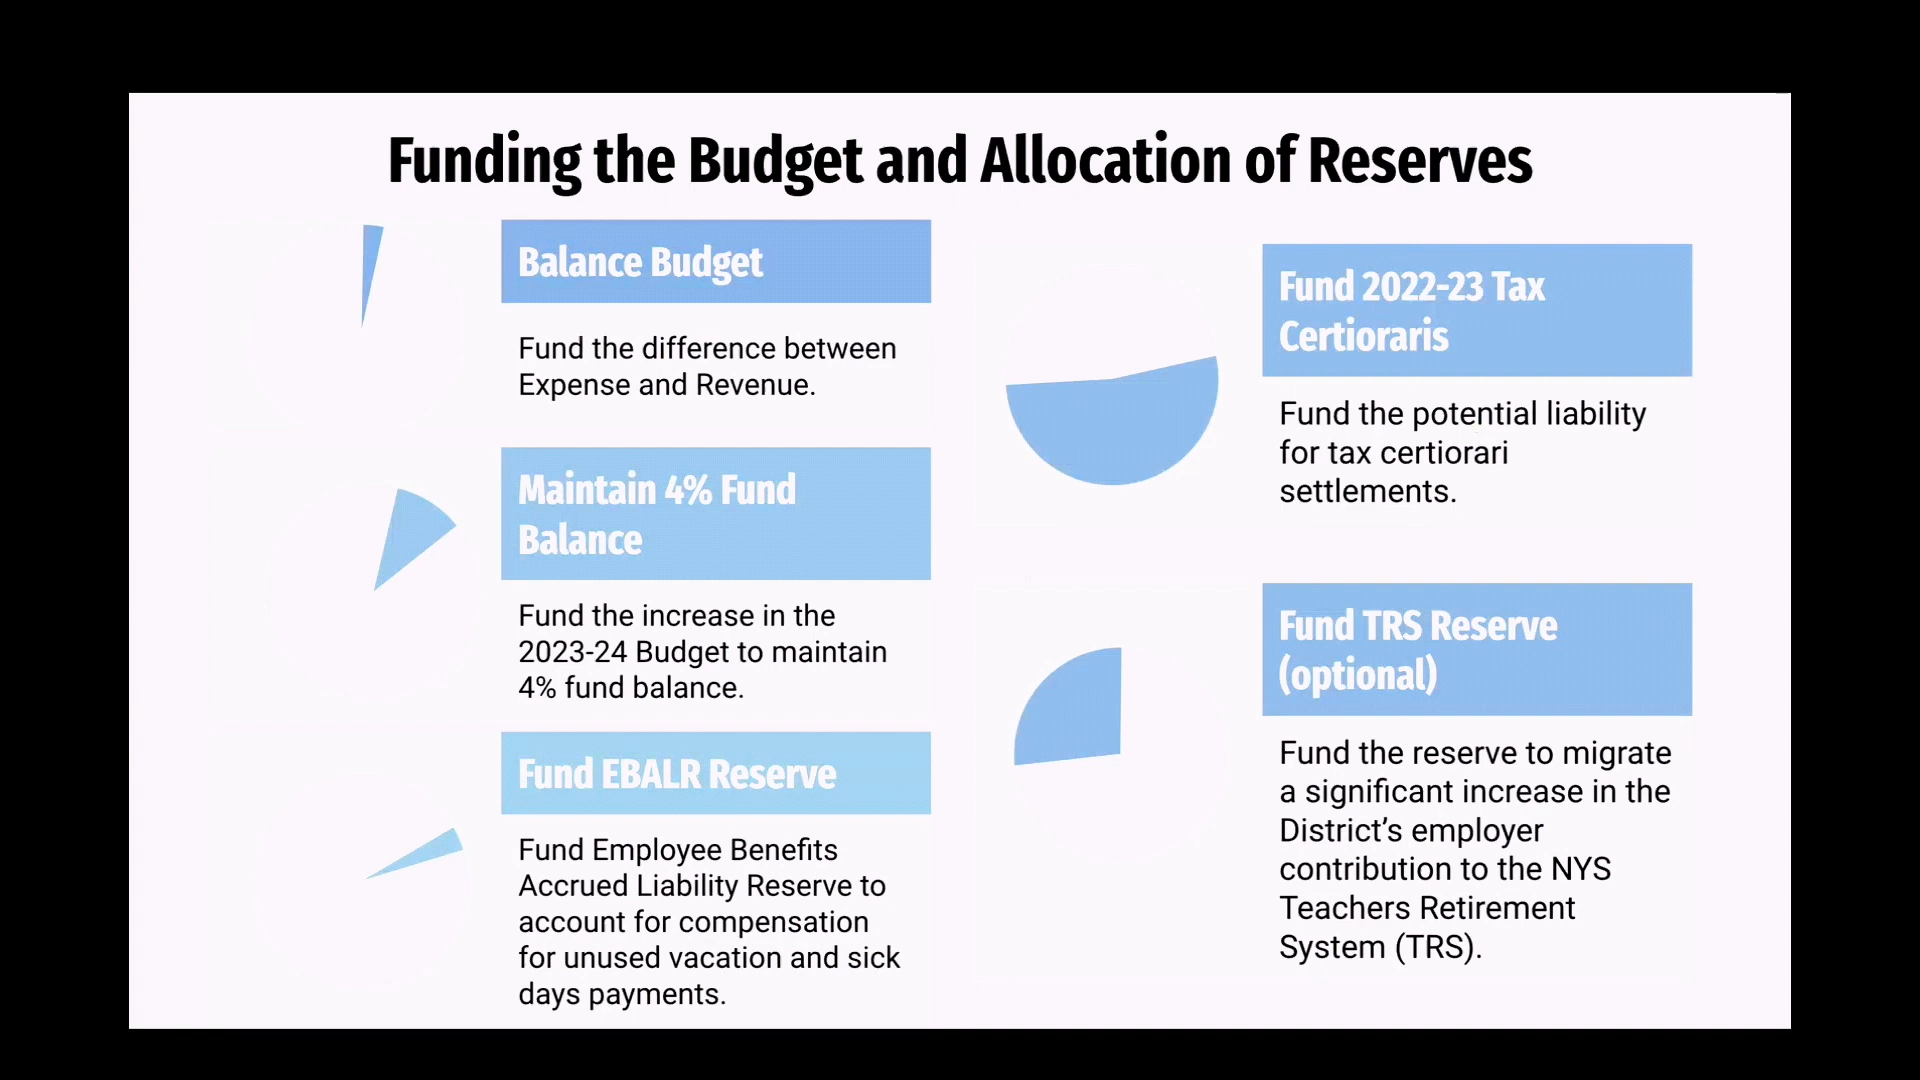 Funding the Budget and Allocation of Reserves
Balance Budget
Fund the difference between
Expense and Revenue.
Maintain 4% Fund
Balance
Fund the increase in the
2023-24 Budget to maintain
4% fund balance.
Fund EBALR Reserve
Fund Employee Benefits
Accrued Liability Reserve to
account for compensation
for unused vacation and sick
days payments.
Fund 2022-23 Tax
Certioraris
Fund the potential liability
for tax certiorari
settlements.
Fund TRS Reserve
(optional)
Fund the reserve to migrate
a significant increase in the
District’s employer
contribution to the NYS
Teachers Retirement
System (TRS).